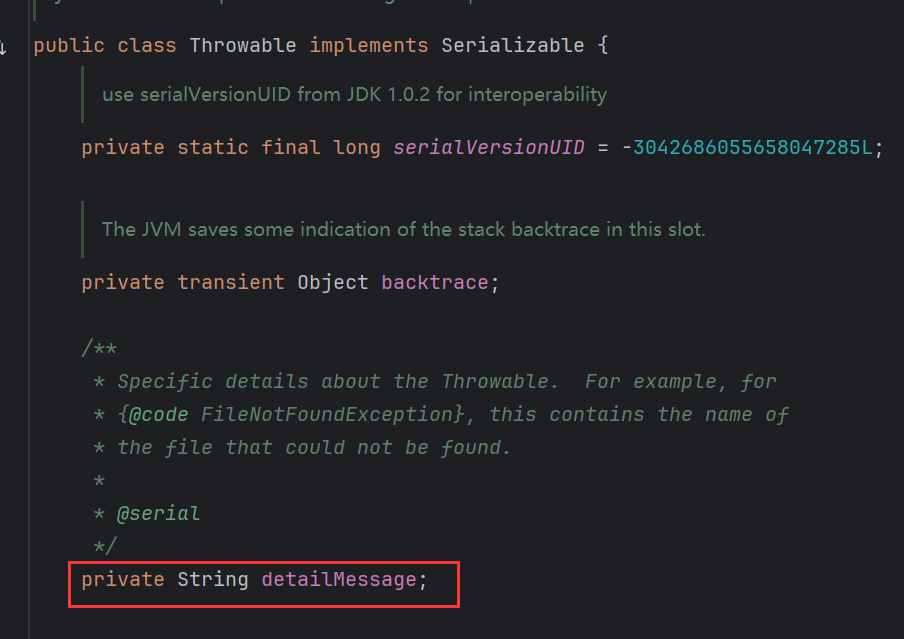 public class Throwable implements Serializable {
use serialVersionUID from JDK 1.0.2 for interoperability
private static final long serialVersionUID = -3042686055658047285L;
The JVM saves some indication of the stack backtrace in this slot.
private transient Object backtrace;
/**
* Specific details about the Throwable.  For example, for
* {@code FileNotFoundException}, this contains the name of
* the file that could not be found.
*
* @serial
*/
private String detailMessage;